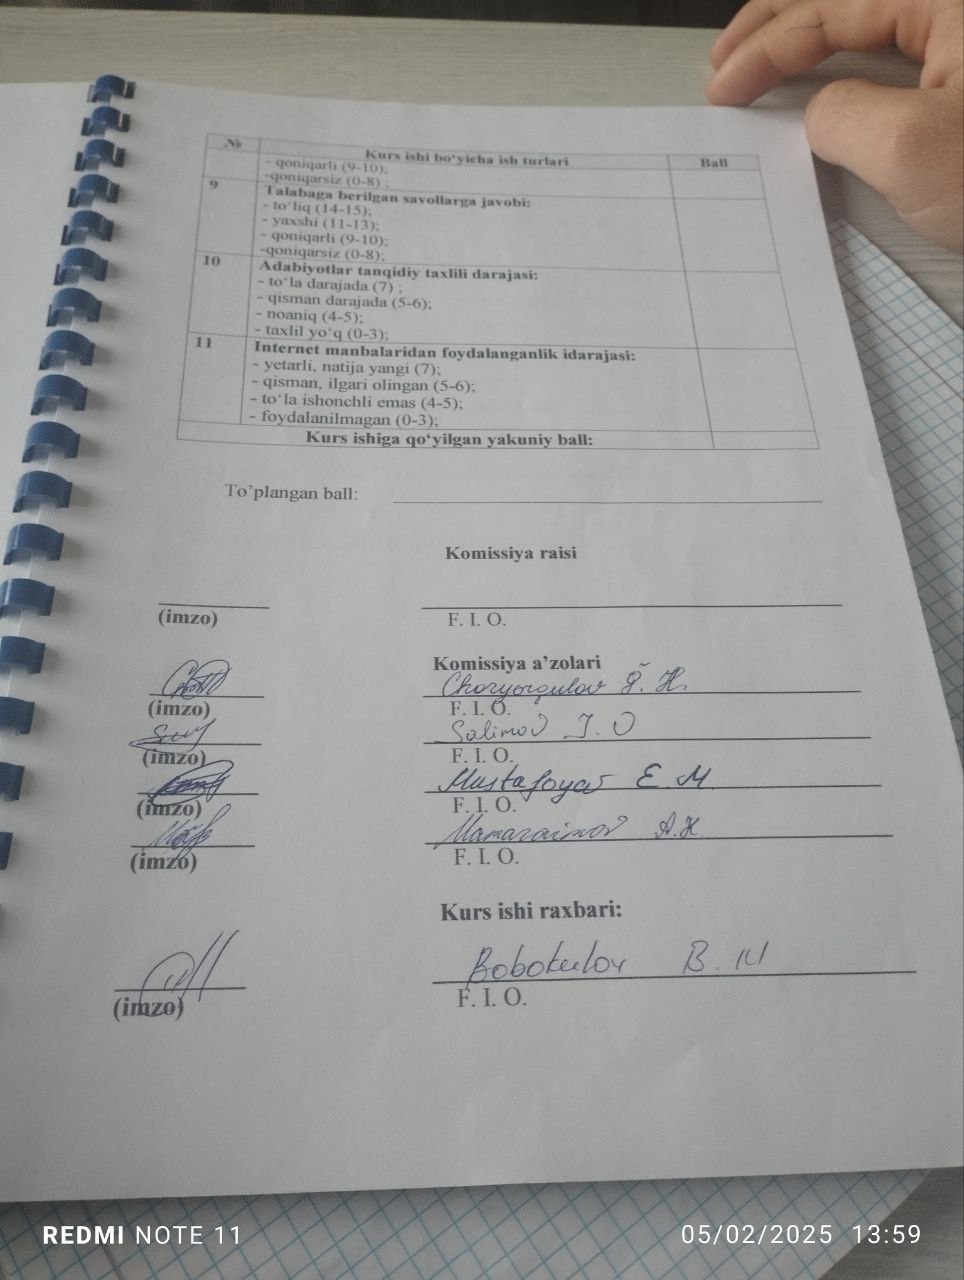 № Kurs ishi bo'yicha ish turlari Ball
- qoniqarli (9-10);
-qoniqarsiz (0-8) ;
9 Talabaga berilgan savollarga javobi:
- to'liq (14-15);
- yaxshi (11-13);
- qoniqarli (9-10);
-qoniqarsiz (0-8);
10 Adabiyotlar tanqidiy taxlili darajasi:
- to'la darajada (7) ;
- qisman darajada (5-6);
- noaniq (4-5);
- taxlil yo'q (0-3);
11 Internet manbalaridan foydalanganlik idarajasi:
- yetarli, natija yangi (7);
- qisman, ilgari olingan (5-6);
- to'la ishonchli emas (4-5);
- foydalanilmagan (0-3);
Kurs ishiga qo'yilgan yakuniy ball:
To'plangan ball:
Komissiya raisi
(imzo) F. I. O.
Komissiya a'zolari
Choryorqulov G'. H.
(imzo) F. I. O.
Salimov J. O
(imzo) F. I. O.
Mustafoyav E. M
(imzo) F. I. O.
Mamaraimov A.K
(imzo) F. I. O.
Kurs ishi raxbari:
Bobokulov B.
(imzo) F. I. O.
REDMI NOTE 11 05/02/2025 13:59